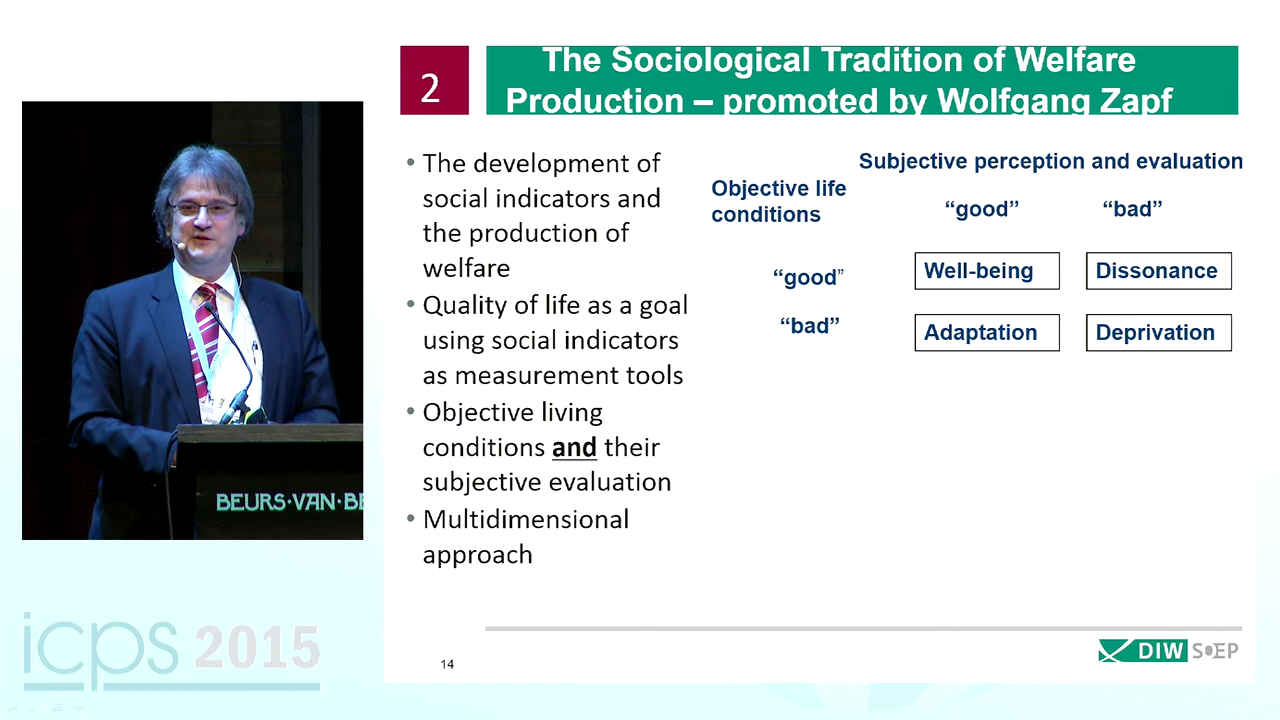 2
The Sociological Tradition of Welfare
Production – promoted by Wolfgang Zapf
• The development of
social indicators and
the production of
welfare
• Quality of life as a goal
using social indicators
as measurement tools
• Objective living
conditions and their
subjective evaluation
• Multidimensional
approach
Subjective perception and evaluation
Objective life
conditions
“good” “bad”
“good” Well-being Dissonance
“bad” Adaptation Deprivation
BEURS·VAN·BE
icps 2015
14
DIW SOEP